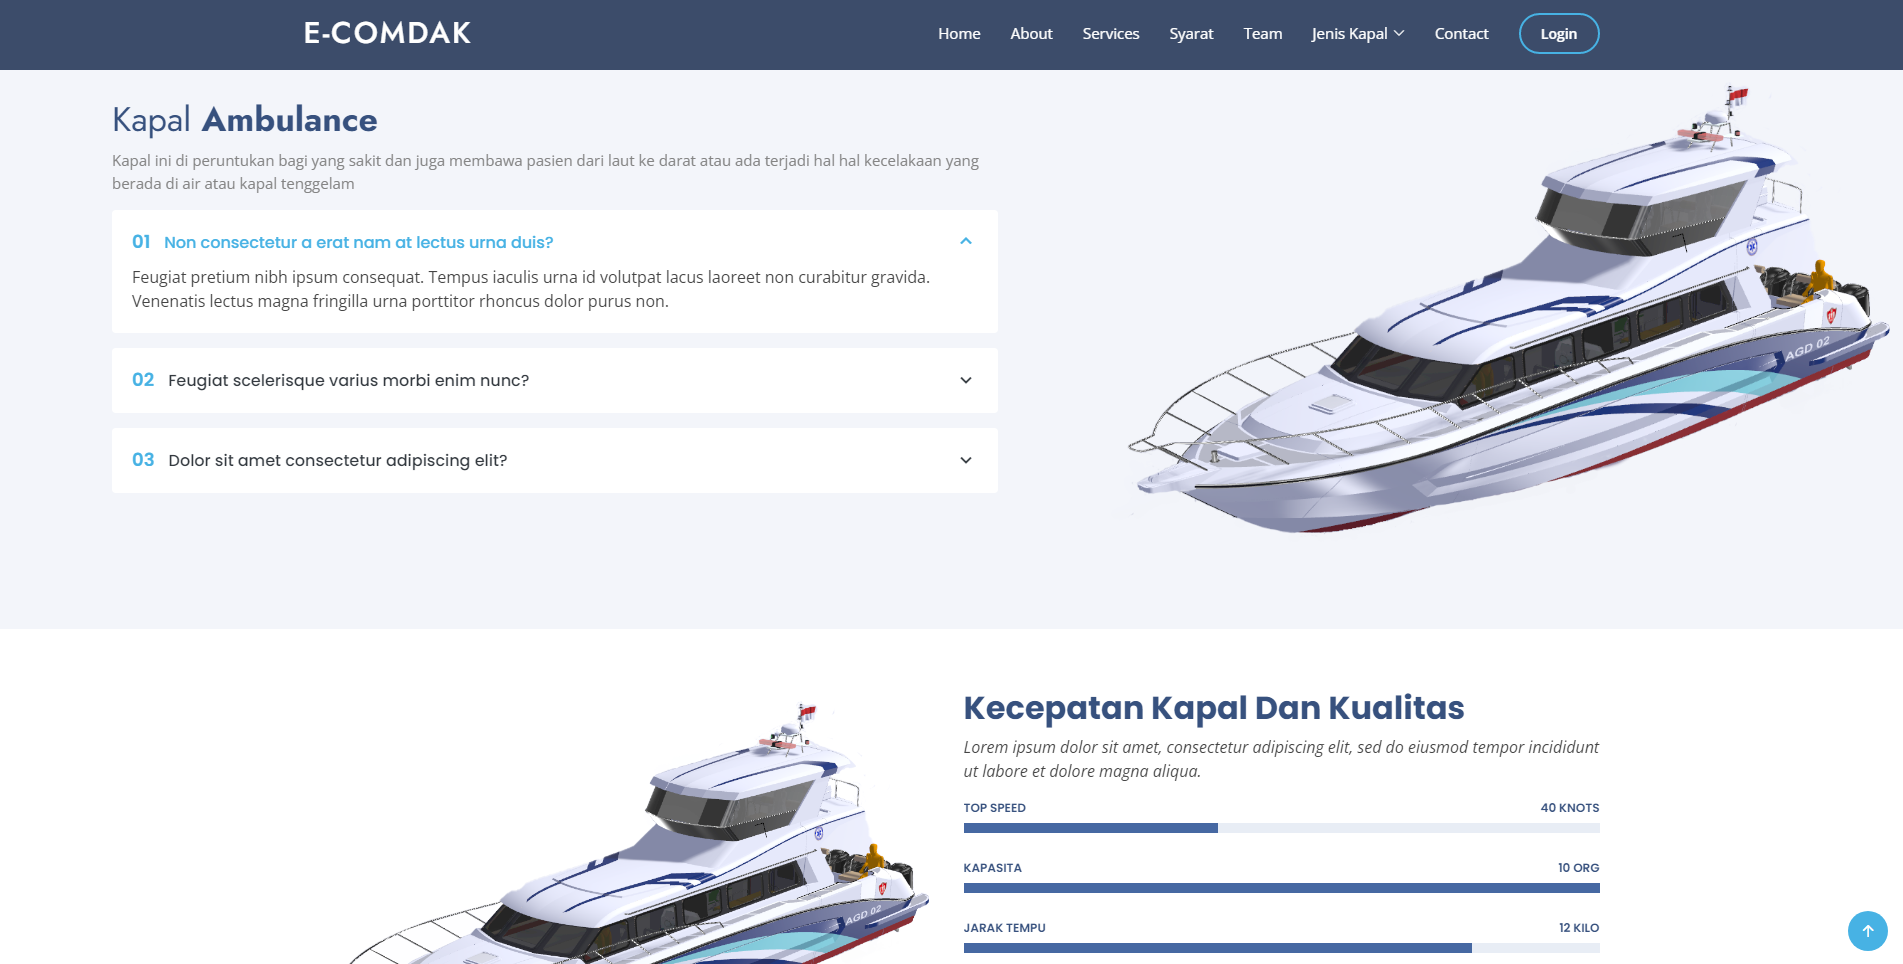 E-COMDAK
Home About Services Syarat Team Jenis Kapal Contact Login
Kapal Ambulance
Kapal ini di peruntukan bagi yang sakit dan juga membawa pasien dari laut ke darat atau ada terjadi hal hal kecelakaan yang
berada di air atau kapal tenggelam
01 Non consectetur a erat nam at lectus urna duis?
Feugiat pretium nibh ipsum consequat. Tempus iaculis urna id volutpat lacus laoreet non curabitur gravida.
Venenatis lectus magna fringilla urna porttitor rhoncus dolor purus non.
02 Feugiat scelerisque varius morbi enim nunc?
03 Dolor sit amet consectetur adipiscing elit?
AGD 02
Kecepatan Kapal Dan Kualitas
Lorem ipsum dolor sit amet, consectetur adipiscing elit, sed do eiusmod tempor incididunt
ut labore et dolore magna aliqua.
TOP SPEED 40 KNOTS
KAPASITA 10 ORG
JARAK TEMPU 12 KILO
AGD 02